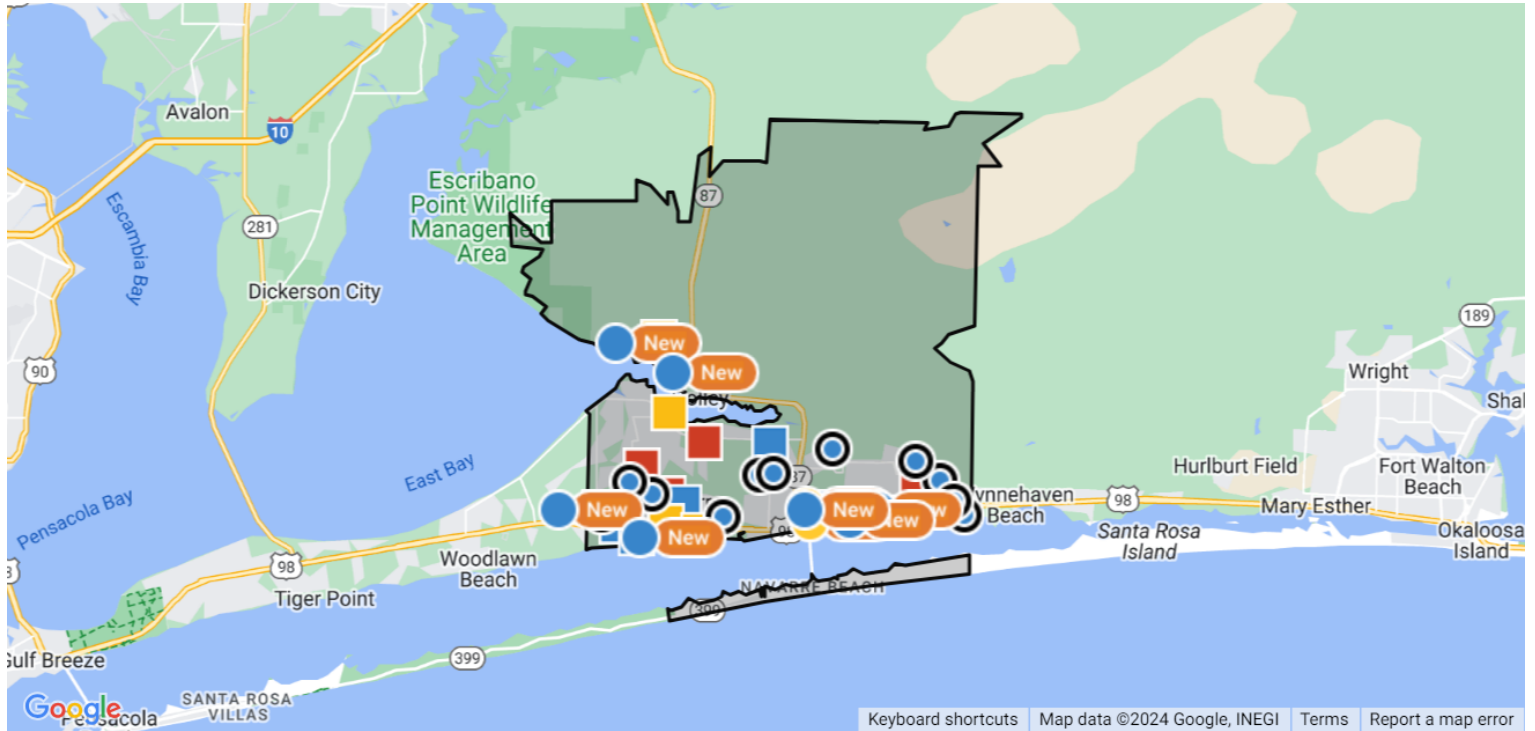 Avalon
10
Escribano
Point Wildlife
Management
Area
87
281
Escambia Bay
Dickerson City
189
New
90
Wright
New
East Bay
Hurlburt Field
Fort Walton
Beach
98
Mary Esther
New
New
New
New
Beach
Pensacola Bay
Santa Rosa
Island
Okaloosa
Island
New
Woodlawn
Beach
98
98
Tiger Point
NAVARRE BEACH
399
399
Gulf Breeze
SANTA ROSA
VILLAS
Google
Pensacola
Keyboard shortcuts
Map data ©2024 Google, INEGI
Terms
Report a map error